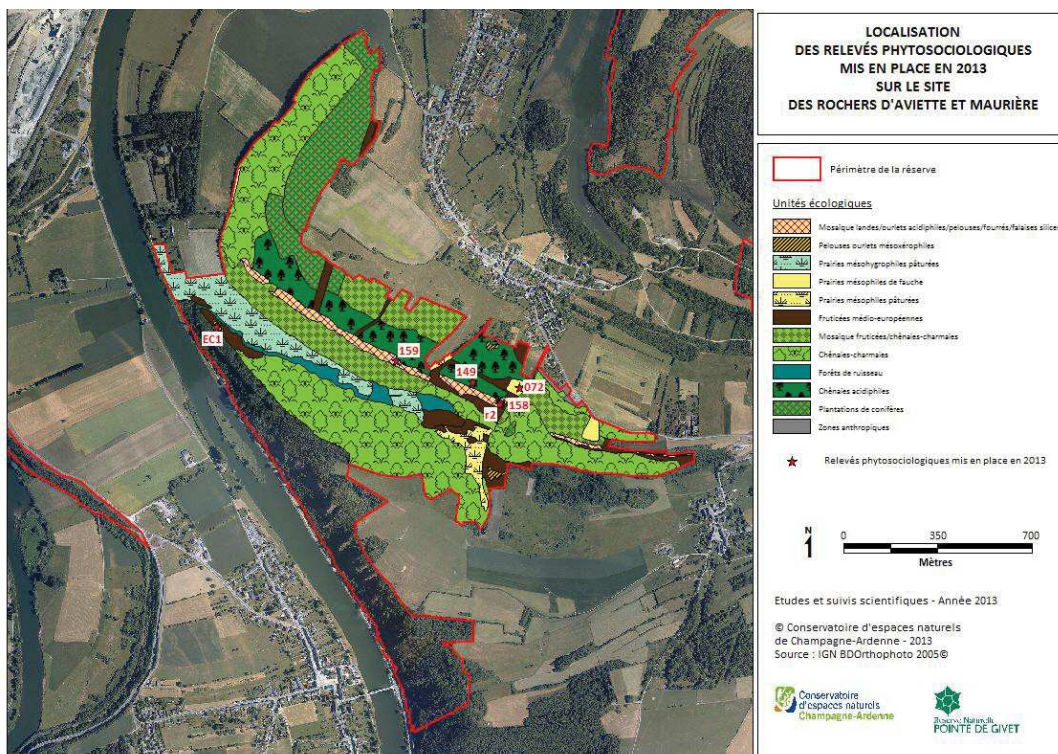 LOCALISATION
DES RELEVÉS PHYTOSOCIOLOGIQUES
MIS EN PLACE EN 2013
SUR LE SITE
DES ROCHERS D'AVIETTE ET MAURIÈRE
Périmètre de la réserve
Unités écologiques
Mosaïque landes/ourlets acidiphiles/pelouses/fourrés/falaises silice
Pelouses ourlets mésoxérophiles
Prairies mésohygrophiles pâturées
Prairies mésophiles de fauche
Prairies mésophiles pâturées
Fruticées médio-européennes
Mosaïque fruticées/chênaies-charmaies
Chênaies-charmaies
Forêts de ruisseau
Chênaies acidiphiles
Plantations de conifères
Zones anthropiques
Relevés phytosociologiques mis en place en 2013
N
0 350 700
Mètres
Etudes et suivis scientifiques - Année 2013
© Conservatoire d'espaces naturels
de Champagne-Ardenne - 2013
Source : IGN BDOrthophoto 2005©
Conservatoire
d'espaces naturels
Champagne-Ardenne
Réserve Naturelle
POINTE DE GIVET
EC1
159
149
072
158
r2